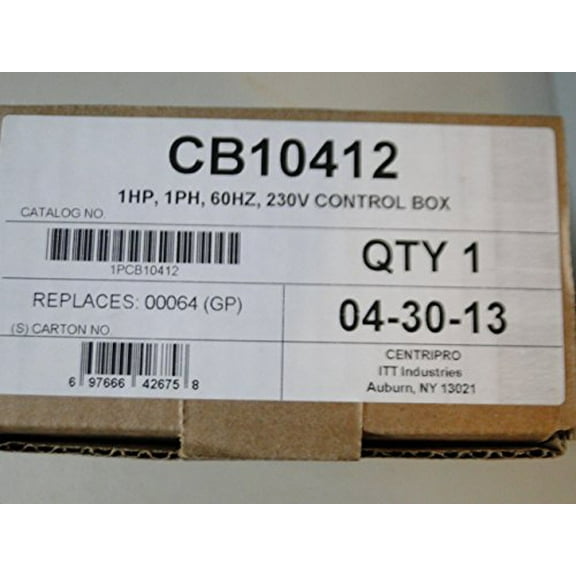 CB10412
1HP, 1PH, 60HZ, 230V CONTROL BOX
CATALOG NO.
1PCB10412
QTY 1
REPLACES: 00064 (GP)
04-30-13
(S) CARTON NO.
6 97666 42675 8
CENTRIPRO
ITT Industries
Auburn, NY 13021